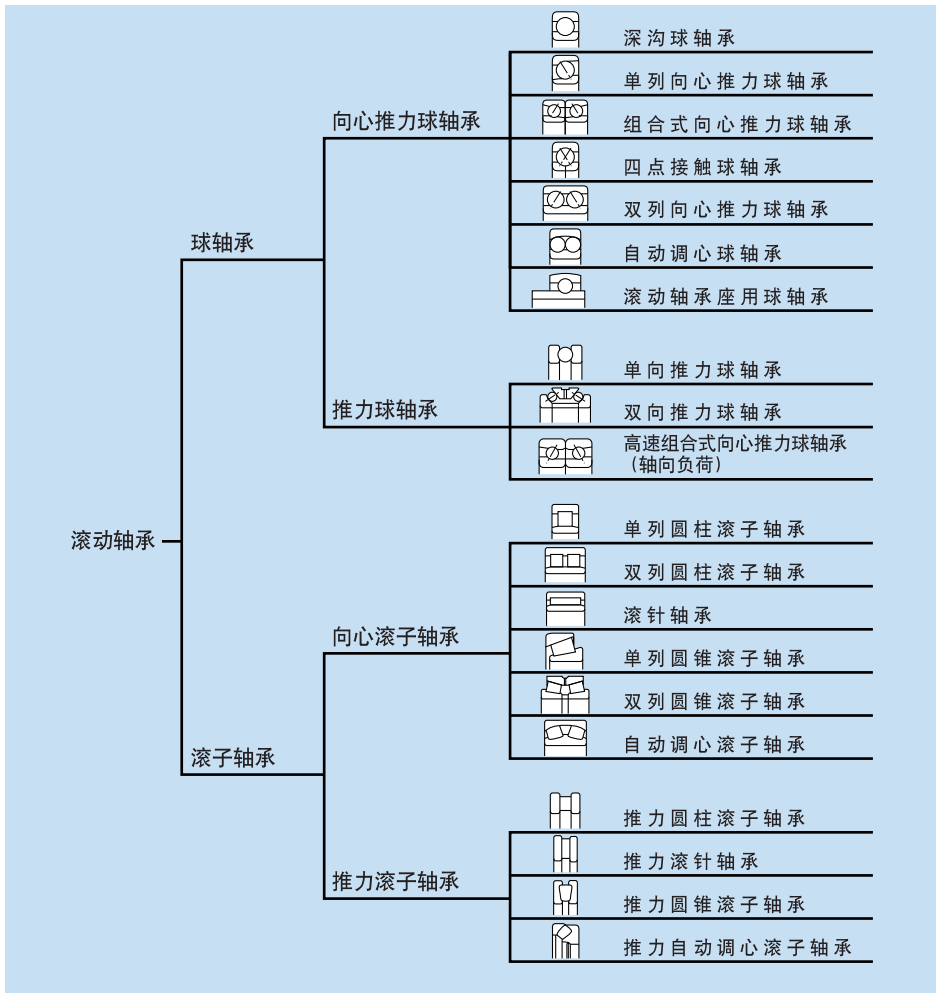 滚动轴承
球轴承
向心推力球轴承
深沟球轴承
单列向心推力球轴承
组合式向心推力球轴承
四点接触球轴承
双列向心推力球轴承
自动调心球轴承
滚动轴承座用球轴承
推力球轴承
单向推力球轴承
双向推力球轴承
高速组合式向心推力球轴承
（轴向负荷）
滚子轴承
向心滚子轴承
单列圆柱滚子轴承
双列圆柱滚子轴承
滚针轴承
单列圆锥滚子轴承
双列圆锥滚子轴承
自动调心滚子轴承
推力滚子轴承
推力圆柱滚子轴承
推力滚针轴承
推力圆锥滚子轴承
推力自动调心滚子轴承